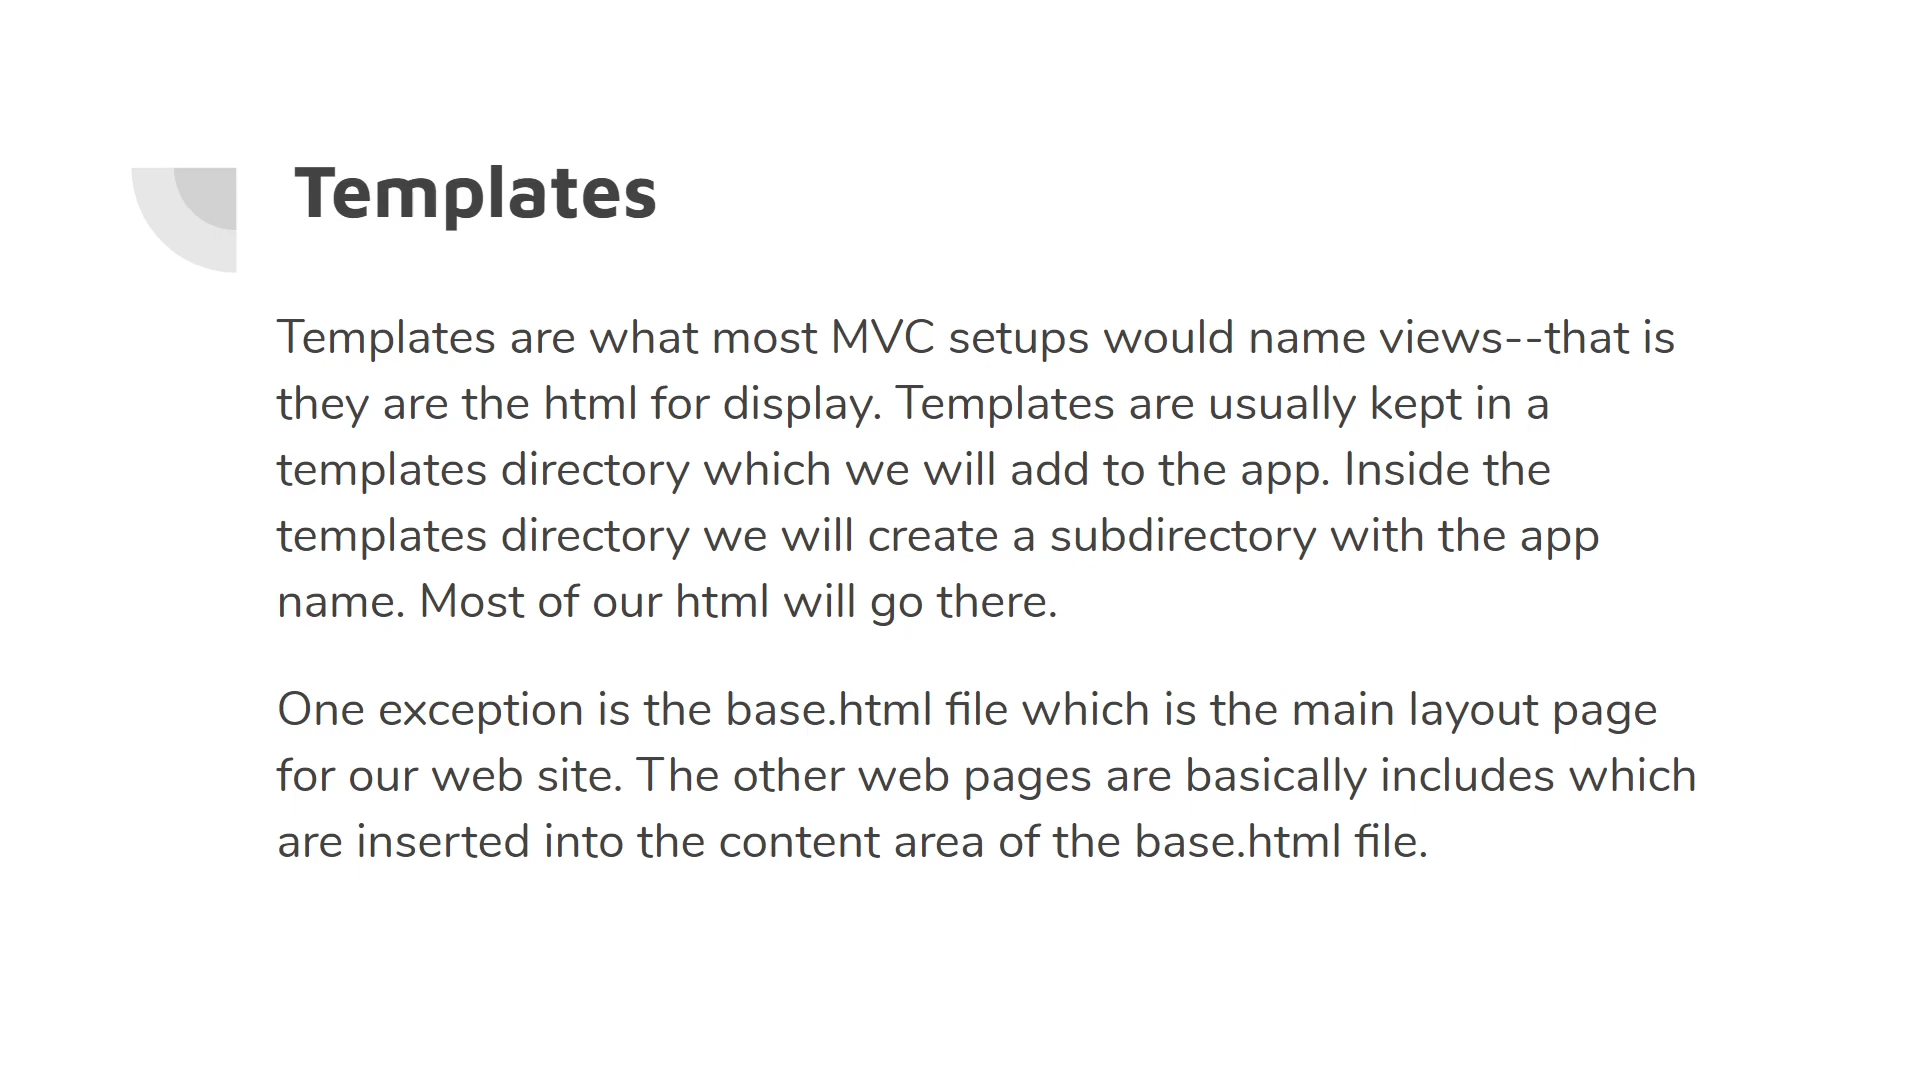 Templates
Templates are what most MVC setups would name views--that is
they are the html for display. Templates are usually kept in a
templates directory which we will add to the app. Inside the
templates directory we will create a subdirectory with the app
name. Most of our html will go there.
One exception is the base.html file which is the main layout page
for our web site. The other web pages are basically includes which
are inserted into the content area of the base.html file.